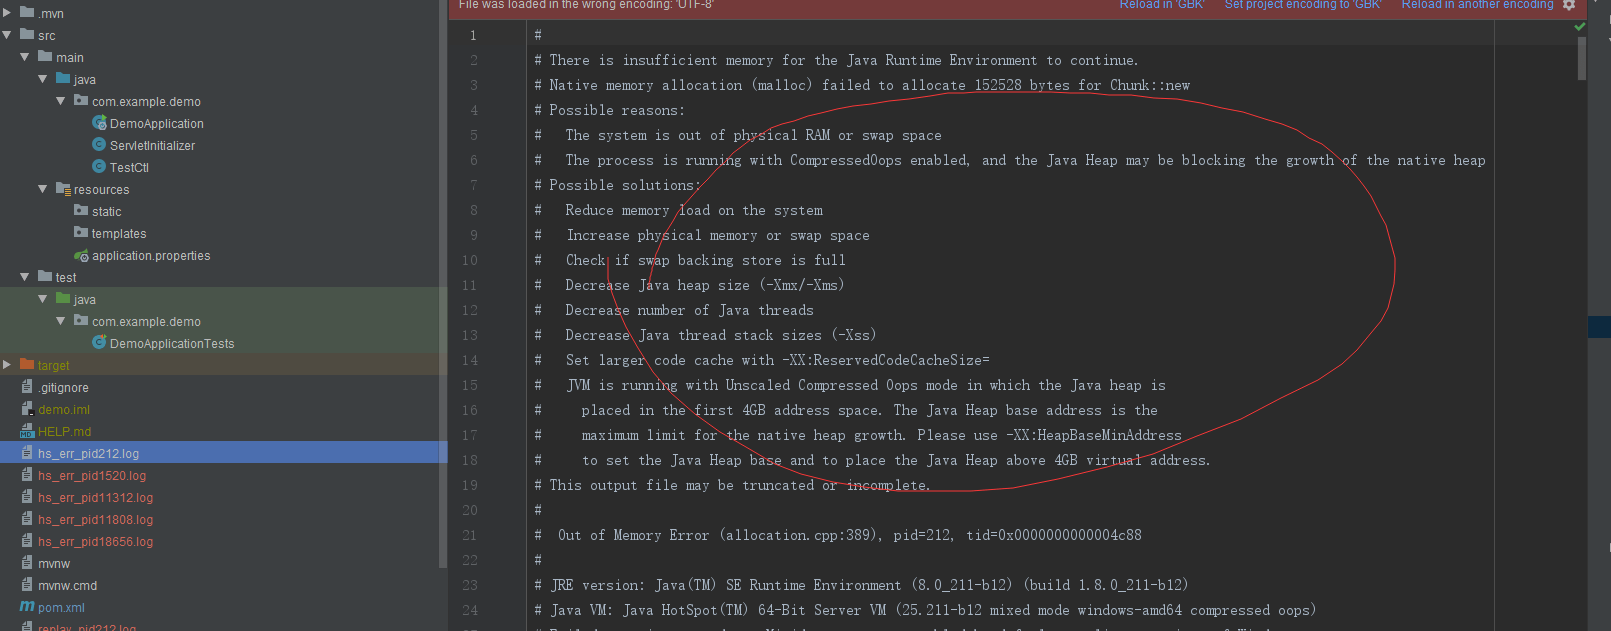 File was loaded in the wrong encoding: 'UTF-8'
Reload in 'GBK' Set project encoding to 'GBK' Reload in another encoding
.mvn
src
main
java
com.example.demo
DemoApplication
ServletInitializer
TestCtl
resources
static
templates
application.properties
test
java
com.example.demo
DemoApplicationTests
target
.gitignore
demo.iml
HELP.md
hs_err_pid212.log
hs_err_pid1520.log
hs_err_pid11312.log
hs_err_pid11808.log
hs_err_pid18656.log
mvnw
mvnw.cmd
pom.xml
replay_pid212.log
1 #
2 # There is insufficient memory for the Java Runtime Environment to continue.
3 # Native memory allocation (malloc) failed to allocate 152528 bytes for Chunk::new
4 # Possible reasons:
5 #   The system is out of physical RAM or swap space
6 #   The process is running with CompressedOops enabled, and the Java Heap may be blocking the growth of the native heap
7 # Possible solutions:
8 #   Reduce memory load on the system
9 #   Increase physical memory or swap space
10 #   Check if swap backing store is full
11 #   Decrease Java heap size (-Xmx/-Xms)
12 #   Decrease number of Java threads
13 #   Decrease Java thread stack sizes (-Xss)
14 #   Set larger code cache with -XX:ReservedCodeCacheSize=
15 #   JVM is running with Unscaled Compressed Oops mode in which the Java heap is
16 #     placed in the first 4GB address space. The Java Heap base address is the
17 #     maximum limit for the native heap growth. Please use -XX:HeapBaseMinAddress
18 #     to set the Java Heap base and to place the Java Heap above 4GB virtual address.
19 # This output file may be truncated or incomplete.
20 #
21 #  Out of Memory Error (allocation.cpp:389), pid=212, tid=0x0000000000004c88
22 #
23 # JRE version: Java(TM) SE Runtime Environment (8.0_211-b12) (build 1.8.0_211-b12)
24 # Java VM: Java HotSpot(TM) 64-Bit Server VM (25.211-b12 mixed mode windows-amd64 compressed oops)